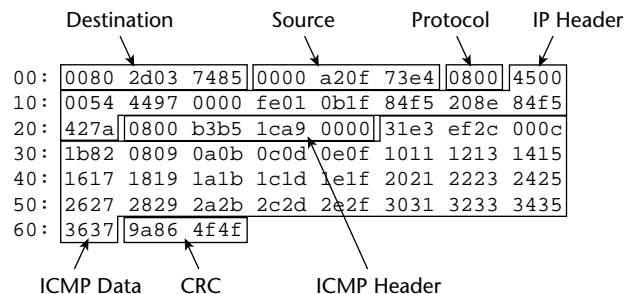 Destination Source Protocol IP Header
00: 0080 2d03 7485 0000 a20f 73e4 0800 4500
10: 0054 4497 0000 fe01 0b1f 84f5 208e 84f5
20: 427a 0800 b3b5 1ca9 0000 31e3 ef2c 000c
30: 1b82 0809 0a0b 0c0d 0e0f 1011 1213 1415
40: 1617 1819 1a1b 1c1d 1e1f 2021 2223 2425
50: 2627 2829 2a2b 2c2d 2e2f 3031 3233 3435
60: 3637 9a86 4f4f
ICMP Data CRC ICMP Header